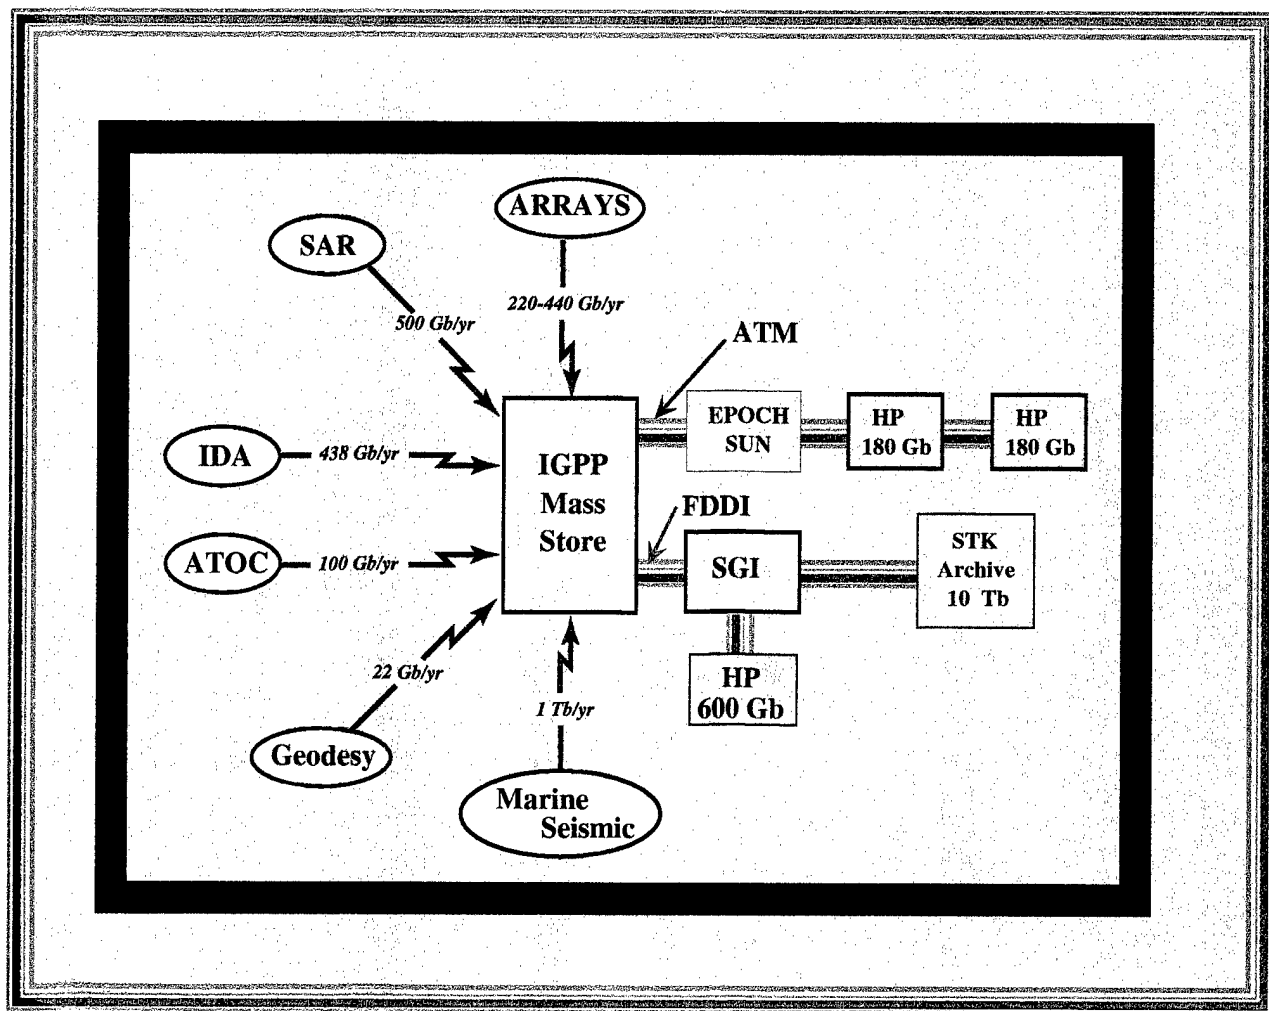 ARRAYS
SAR
220-440 Gb/yr
500 Gb/yr
ATM
EPOCH
SUN
HP
180 Gb
HP
180 Gb
IDA
438 Gb/yr
IGPP
Mass
Store
FDDI
ATOC
100 Gb/yr
SGI
STK
Archive
10 Tb
22 Gb/yr
HP
600 Gb
1 Tb/yr
Geodesy
Marine
Seismic